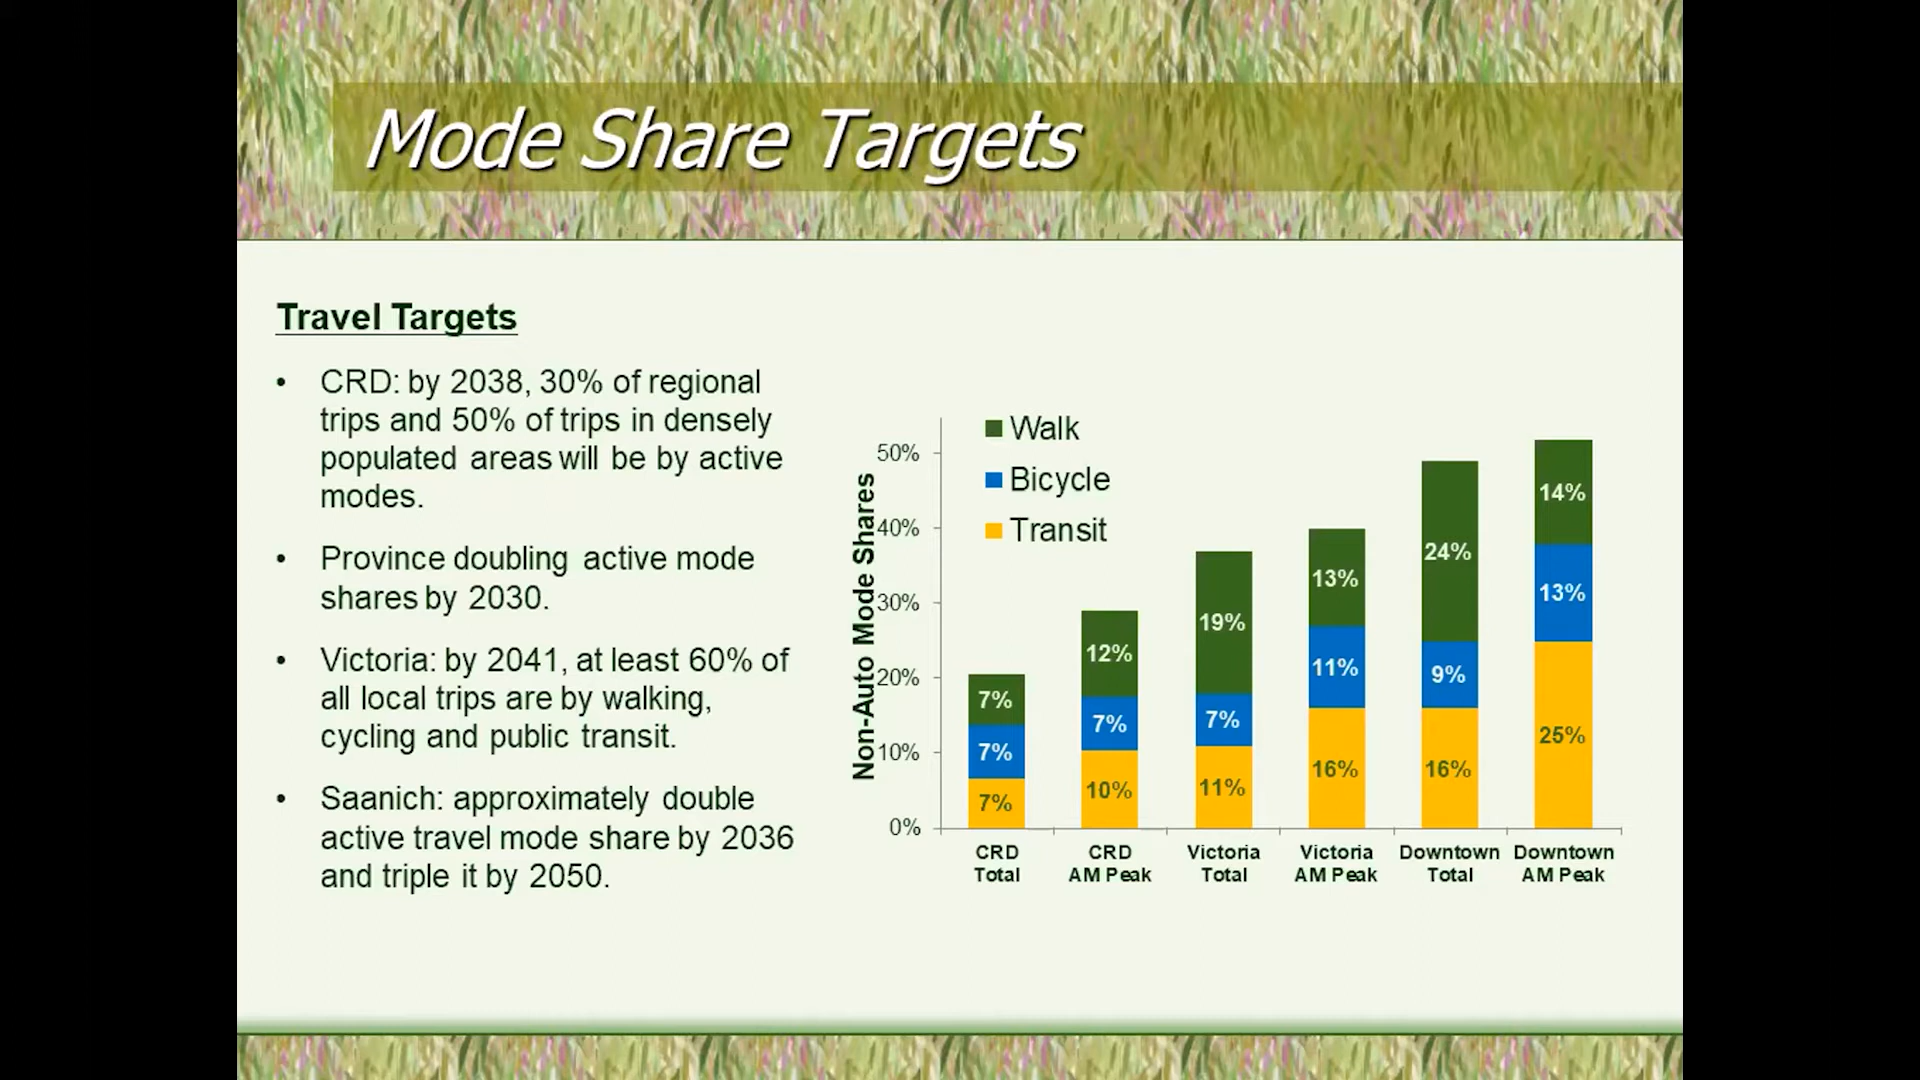 Mode Share Targets
Travel Targets
• CRD: by 2038, 30% of regional
trips and 50% of trips in densely
populated areas will be by active
modes.
• Province doubling active mode
shares by 2030.
• Victoria: by 2041, at least 60% of
all local trips are by walking,
cycling and public transit.
• Saanich: approximately double
active travel mode share by 2036
and triple it by 2050.
Non-Auto Mode Shares
50%
40%
30%
20%
10%
0%
Walk
Bicycle
Transit
7%
7%
7%
12%
7%
10%
19%
7%
11%
13%
11%
16%
24%
9%
16%
14%
13%
25%
CRD
Total
CRD
AM Peak
Victoria
Total
Victoria
AM Peak
Downtown
Total
Downtown
AM Peak